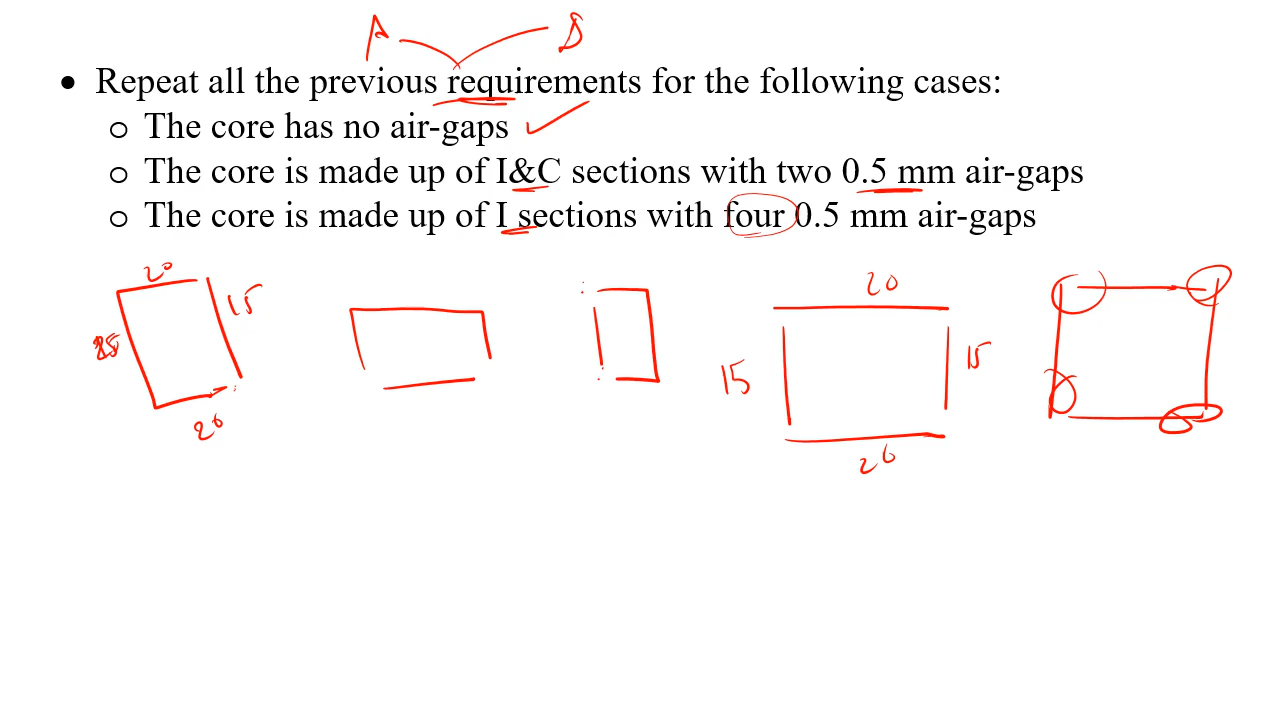 A
• Repeat all the previous requirements for the following cases:
o The core has no air-gaps
o The core is made up of I&C sections with two 0.5 mm air-gaps
o The core is made up of I sections with four 0.5 mm air-gaps
20
15
20
20
15
15
20